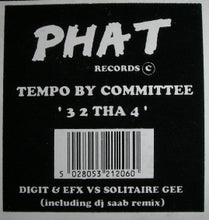 PHAT
RECORDS ©
TEMPO BY COMMITTEE
' 3 2 THA 4 '
5 028053 212060
DIGIT & EFX VS SOLITAIRE GEE
(including dj saab remix)